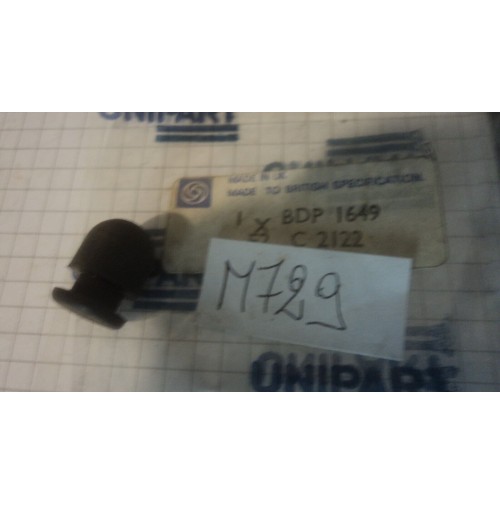 UNIPART
MADE IN UK
MADE TO BRITISH SPECIFICATION
1 X BDP 1649
C 2122
M729
UNIPART